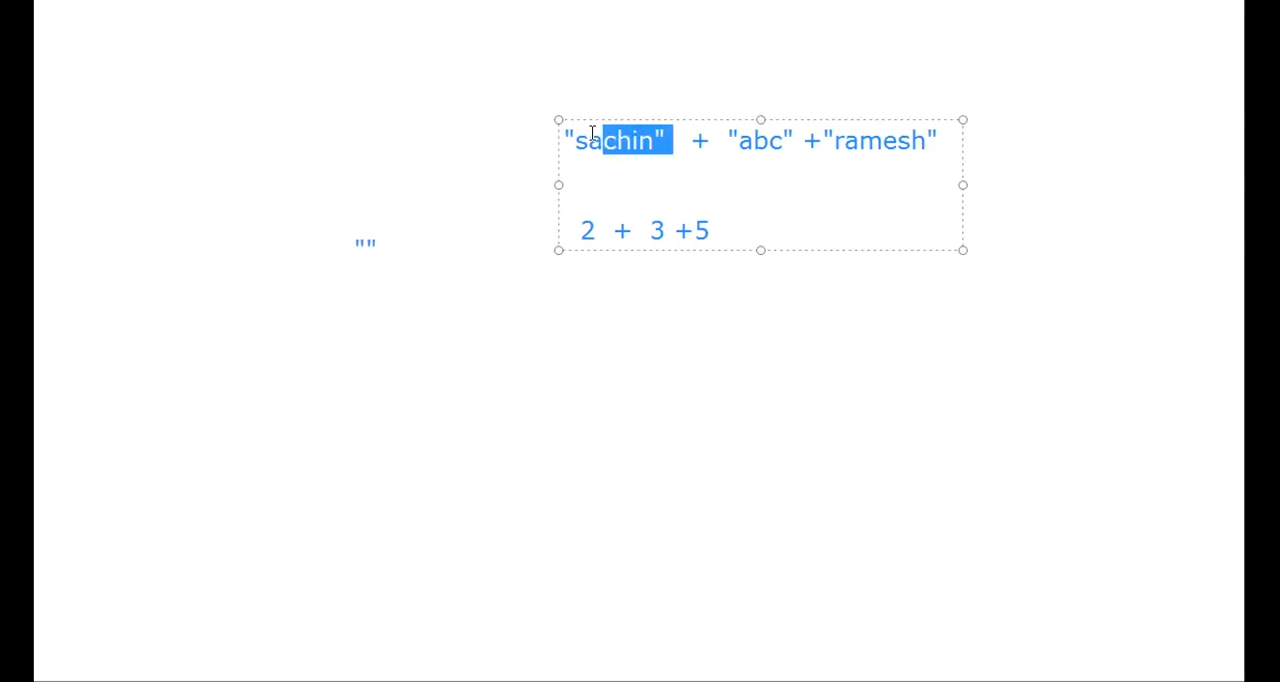 "sachin"  +  "abc" +"ramesh"
2  +  3 +5
""